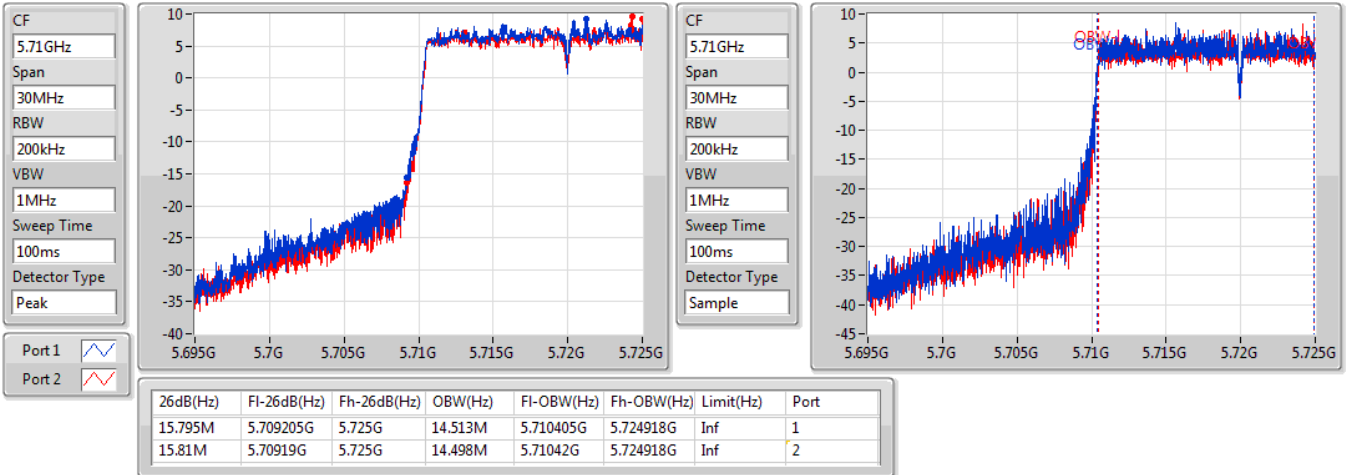 CF
5.71GHz
Span
30MHz
RBW
200kHz
VBW
1MHz
Sweep Time
100ms
Detector Type
Peak
Port 1
Port 2
10
5
0
-5
-10
-15
-20
-25
-30
-35
-40
5.695G 5.7G 5.705G 5.71G 5.715G 5.72G 5.725G
CF
5.71GHz
Span
30MHz
RBW
200kHz
VBW
1MHz
Sweep Time
100ms
Detector Type
Sample
10
5
0
-5
-10
-15
-20
-25
-30
-35
-40
-45
OBW
5.695G 5.7G 5.705G 5.71G 5.715G 5.72G 5.725G
26dB(Hz) Fl-26dB(Hz) Fh-26dB(Hz) OBW(Hz) Fl-OBW(Hz) Fh-OBW(Hz) Limit(Hz) Port
15.795M 5.709205G 5.725G 14.513M 5.710405G 5.724918G Inf 1
15.81M 5.70919G 5.725G 14.498M 5.71042G 5.724918G Inf 2